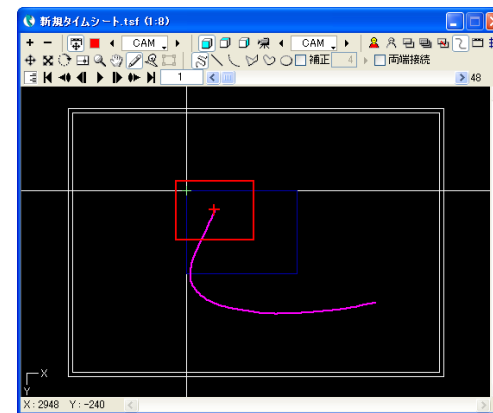 新規タイムシート.tsf (1:8)
CAM CAM
補正 4 両端接続
1 48
X
Y
X : 2948 Y : -240